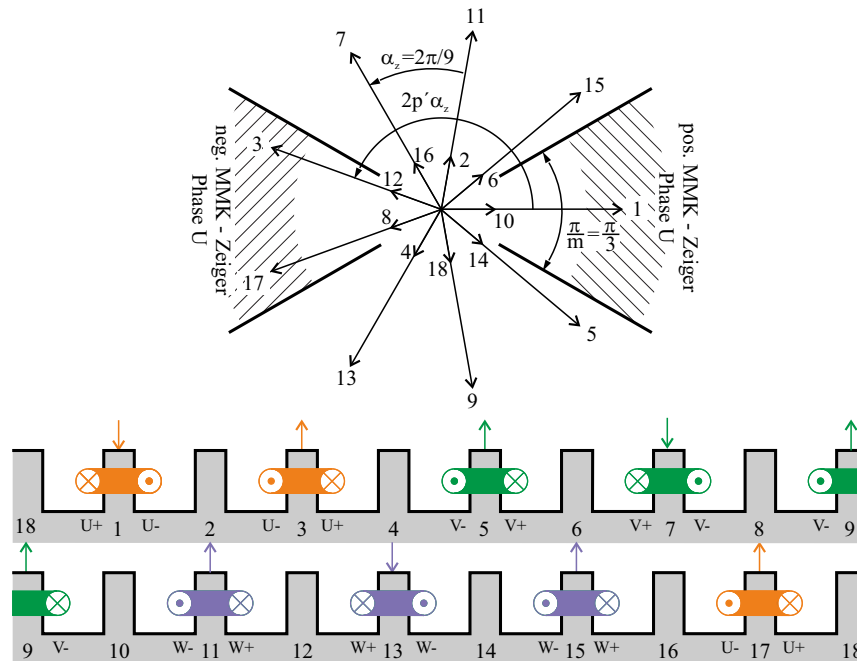 11
7
α_z=2π/9
15
2p´α_z
neg. MMK - Zeiger
Phase U
pos. MMK - Zeiger
Phase U
3
16
2
6
12
1
10
8
π/m = π/3
4
18
14
17
5
13
9
18 U+ 1 U- 2 U- 3 U+ 4 V- 5 V+ 6 V+ 7 V- 8 V- 9
9 V- 10 W- 11 W+ 12 W+ 13 W- 14 W- 15 W+ 16 U- 17 U+ 18